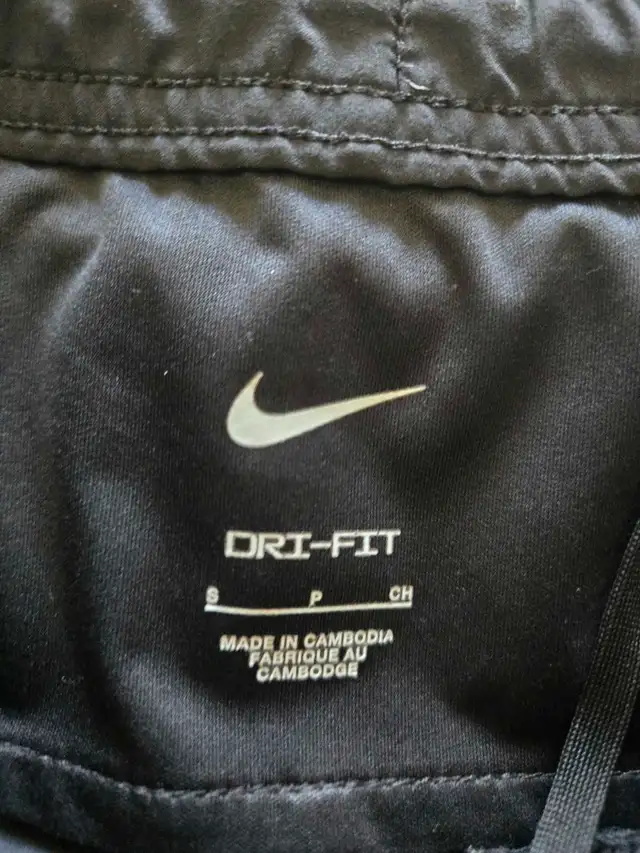 DRI-FIT
S P CH
MADE IN CAMBODIA
FABRIQUE AU
CAMBODGE